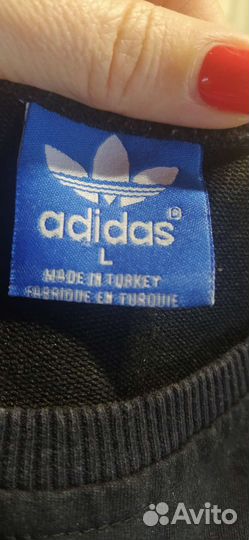 adidas
L
MADE IN TURKEY
FABRIQUE EN TURQUIE
Avito